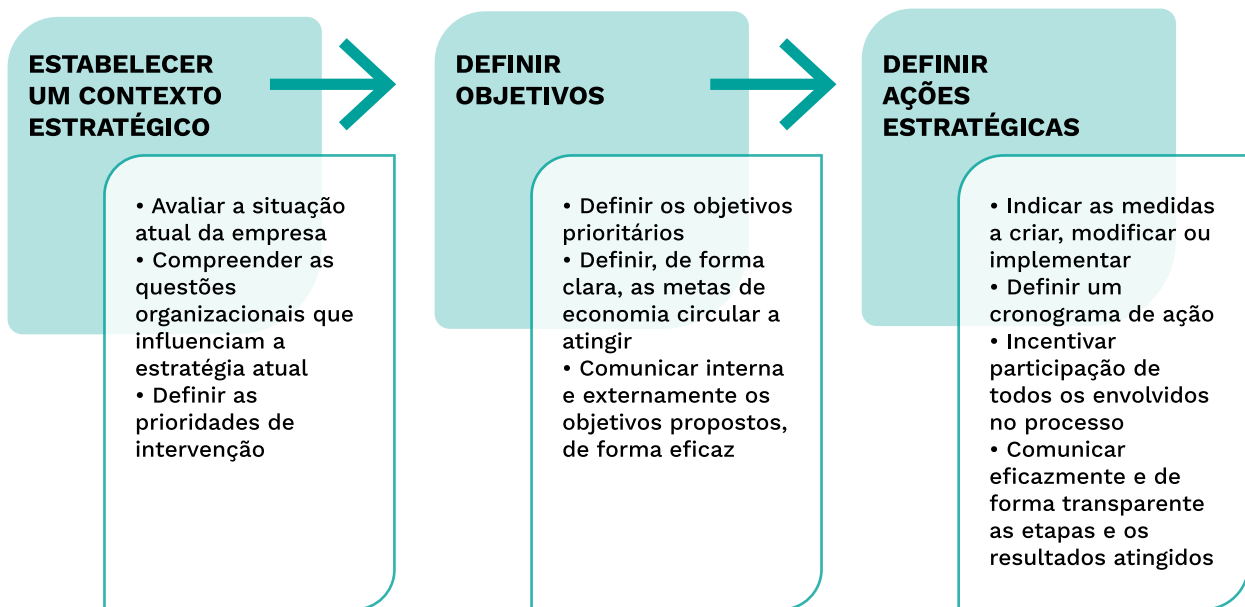 ESTABELECER
UM CONTEXTO
ESTRATÉGICO
• Avaliar a situação
atual da empresa
• Compreender as
questões
organizacionais que
influenciam a
estratégia atual
• Definir as
prioridades de
intervenção
DEFINIR
OBJETIVOS
• Definir os objetivos
prioritários
• Definir, de forma
clara, as metas de
economia circular a
atingir
• Comunicar interna
e externamente os
objetivos propostos,
de forma eficaz
DEFINIR
AÇÕES
ESTRATÉGICAS
• Indicar as medidas
a criar, modificar ou
implementar
• Definir um
cronograma de ação
• Incentivar
participação de
todos os envolvidos
no processo
• Comunicar
eficazmente e de
forma transparente
as etapas e os
resultados atingidos